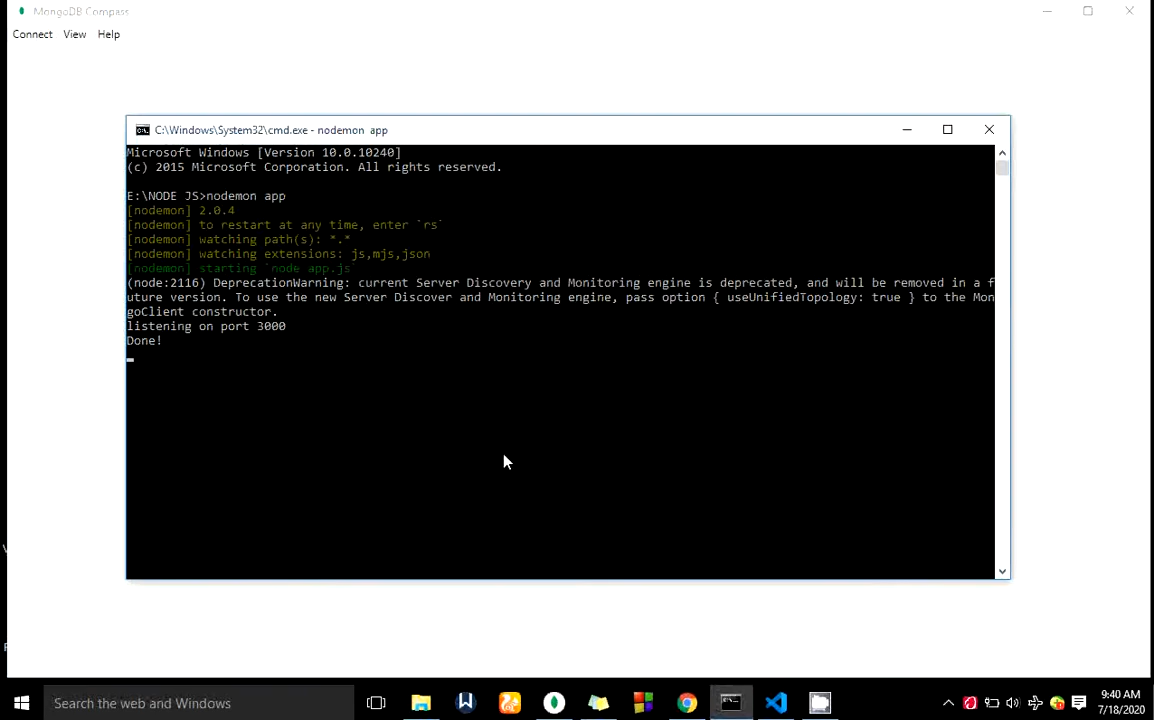 MongoDB Compass
Connect View Help
C:\Windows\System32\cmd.exe - nodemon app
Microsoft Windows [Version 10.0.10240]
(c) 2015 Microsoft Corporation. All rights reserved.
E:\NODE JS>nodemon app
[nodemon] 2.0.4
[nodemon] to restart at any time, enter `rs`
[nodemon] watching path(s): *.*
[nodemon] watching extensions: js,mjs,json
[nodemon] starting `node app.js`
(node:2116) DeprecationWarning: current Server Discovery and Monitoring engine is deprecated, and will be removed in a f
uture version. To use the new Server Discover and Monitoring engine, pass option { useUnifiedTopology: true } to the Mon
goClient constructor.
listening on port 3000
Done!
Search the web and Windows
9:40 AM
7/18/2020